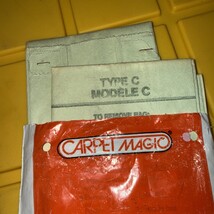 TYPE C
MODELE C
TO REMOVE BAG:
CARPET MAGIC